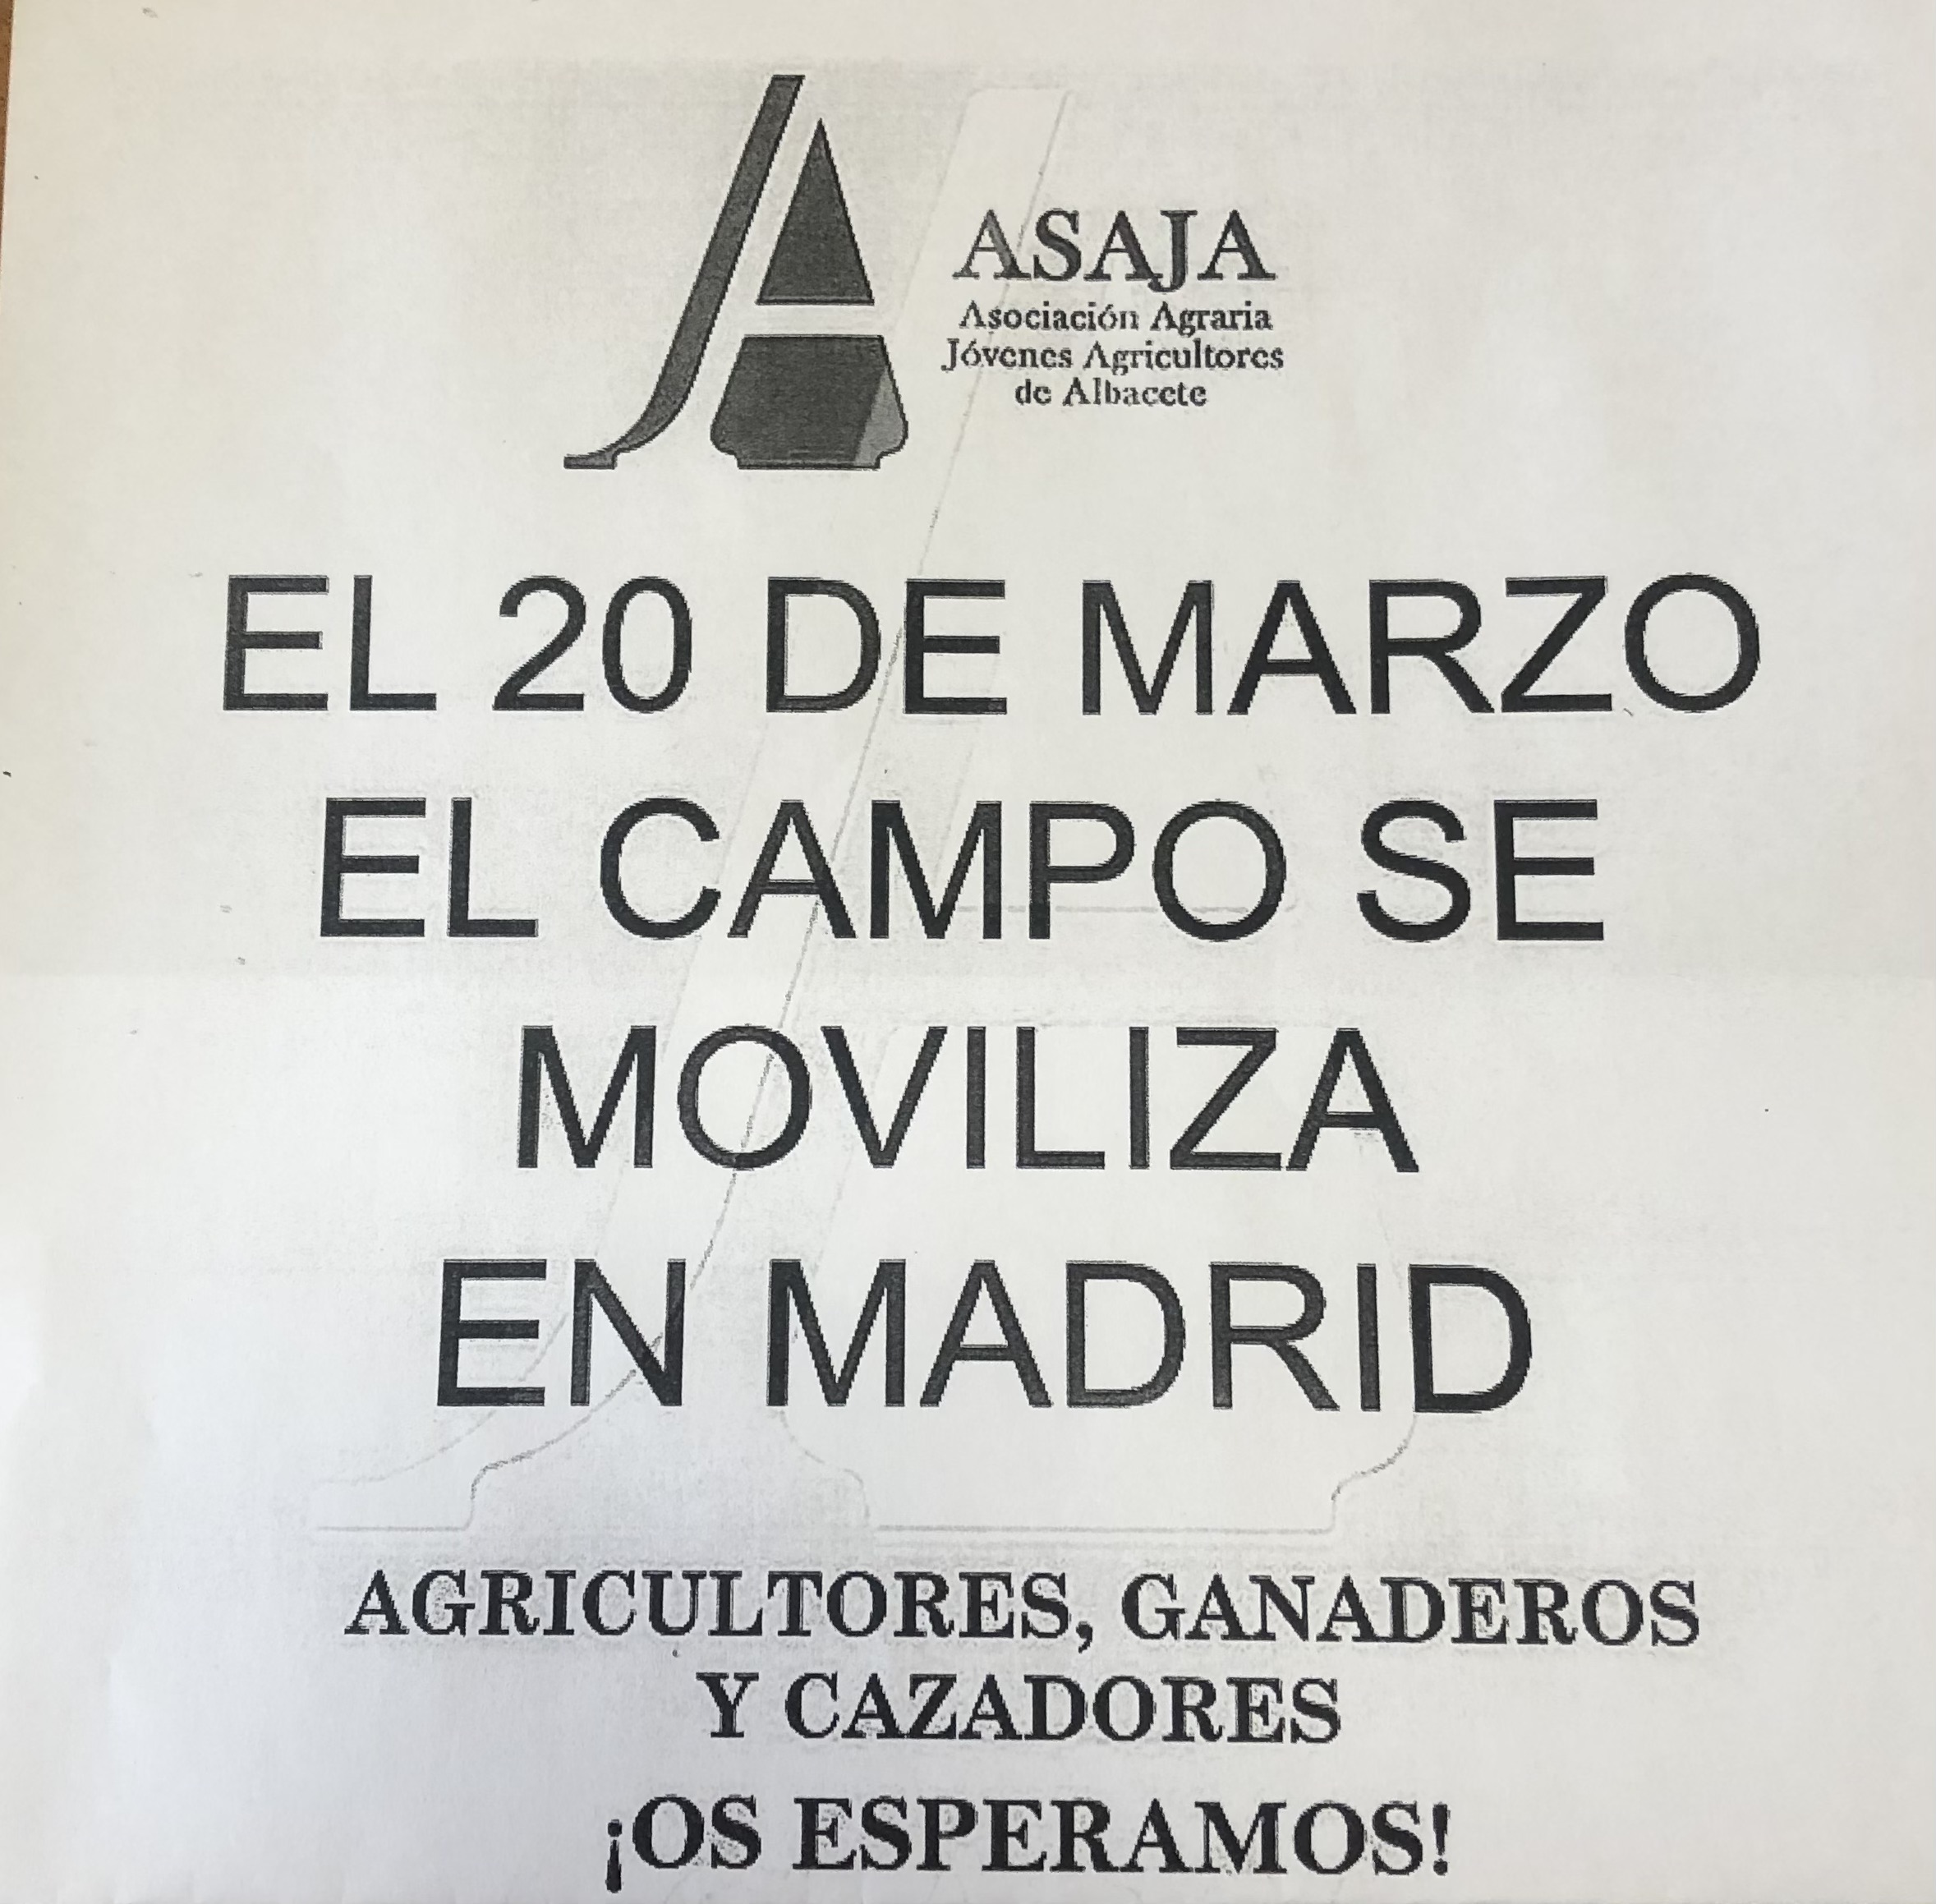 ASAJA
Asociación Agraria
Jóvenes Agricultores
de Albacete
EL 20 DE MARZO
EL CAMPO SE
MOVILIZA
EN MADRID
AGRICULTORES, GANADEROS
Y CAZADORES
¡OS ESPERAMOS!